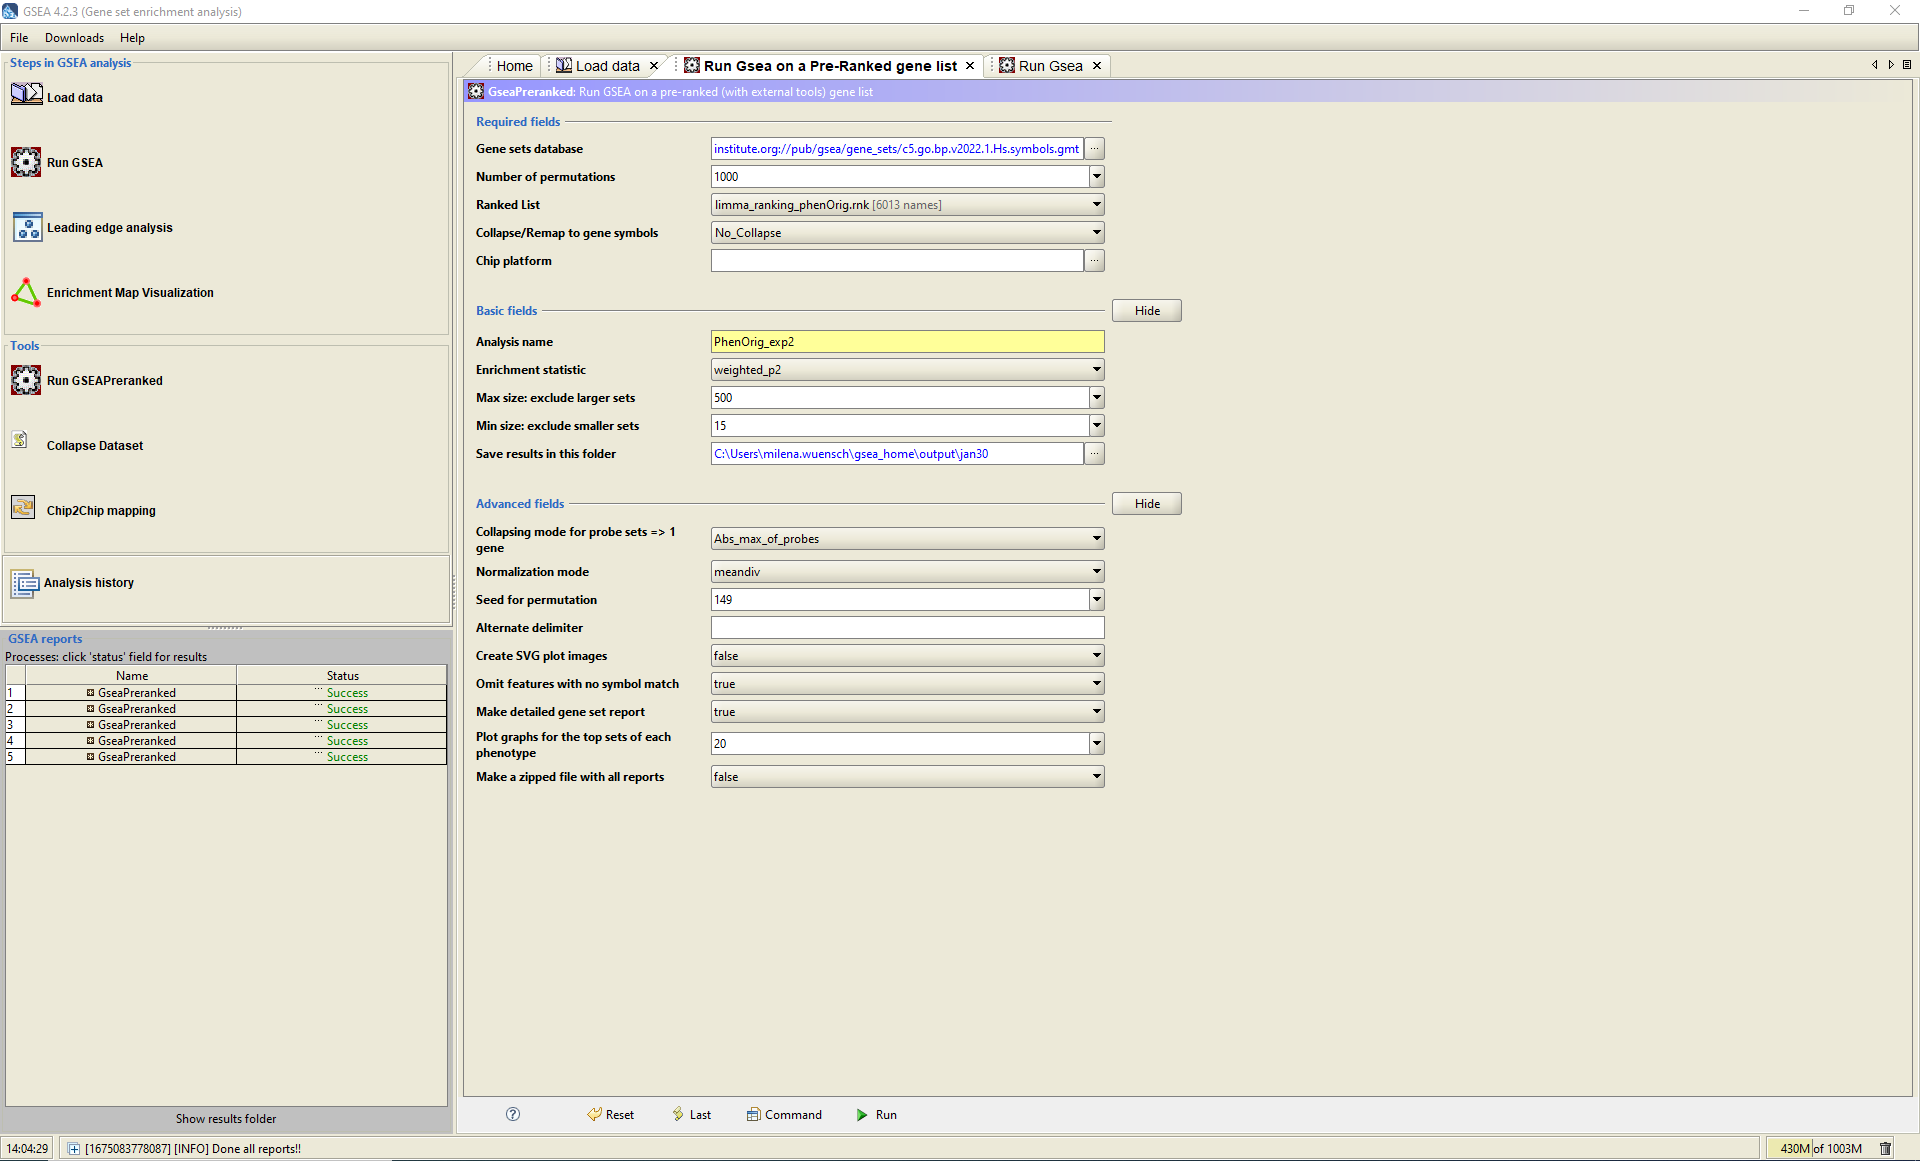 GSEA 4.2.3 (Gene set enrichment analysis)
File Downloads Help
Steps in GSEA analysis
Load data
Run GSEA
Leading edge analysis
Enrichment Map Visualization
Tools
Run GSEAPreranked
Collapse Dataset
Chip2Chip mapping
Analysis history
GSEA reports
Processes: click 'status' field for results
Name Status
1 GseaPreranked ... Success
2 GseaPreranked ... Success
3 GseaPreranked ... Success
4 GseaPreranked ... Success
5 GseaPreranked ... Success
Show results folder
Home Load data Run Gsea on a Pre-Ranked gene list Run Gsea
GseaPreranked: Run GSEA on a pre-ranked (with external tools) gene list
Required fields
Gene sets database institute.org://pub/gsea/gene_sets/c5.go.bp.v2022.1.Hs.symbols.gmt ...
Number of permutations 1000
Ranked List limma_ranking_phenOrig.rnk [6013 names]
Collapse/Remap to gene symbols No_Collapse
Chip platform ...
Basic fields Hide
Analysis name PhenOrig_exp2
Enrichment statistic weighted_p2
Max size: exclude larger sets 500
Min size: exclude smaller sets 15
Save results in this folder C:\Users\milena.wuensch\gsea_home\output\jan30 ...
Advanced fields Hide
Collapsing mode for probe sets => 1
gene Abs_max_of_probes
Normalization mode meandiv
Seed for permutation 149
Alternate delimiter
Create SVG plot images false
Omit features with no symbol match true
Make detailed gene set report true
Plot graphs for the top sets of each
phenotype 20
Make a zipped file with all reports false
? Reset Last Command Run
14:04:29 [1675083778087] [INFO] Done all reports!! 430M of 1003M